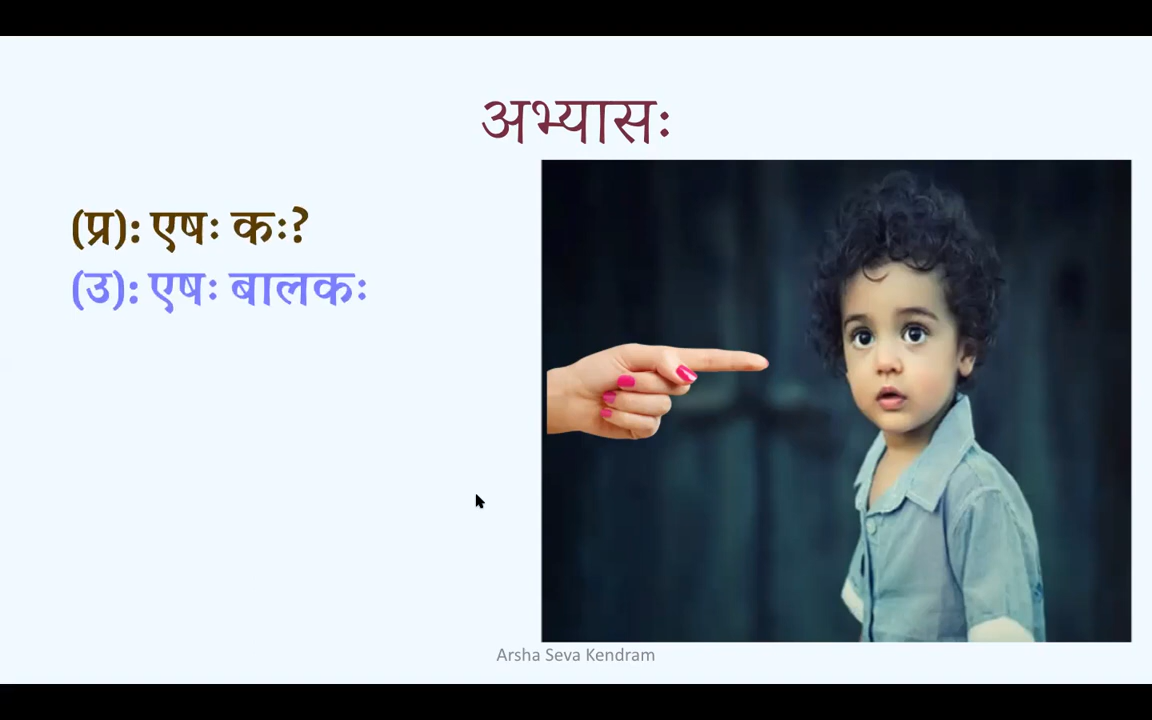 अभ्यासः
(प्र): एषः कः?
(उ): एषः बालकः
Arsha Seva Kendram